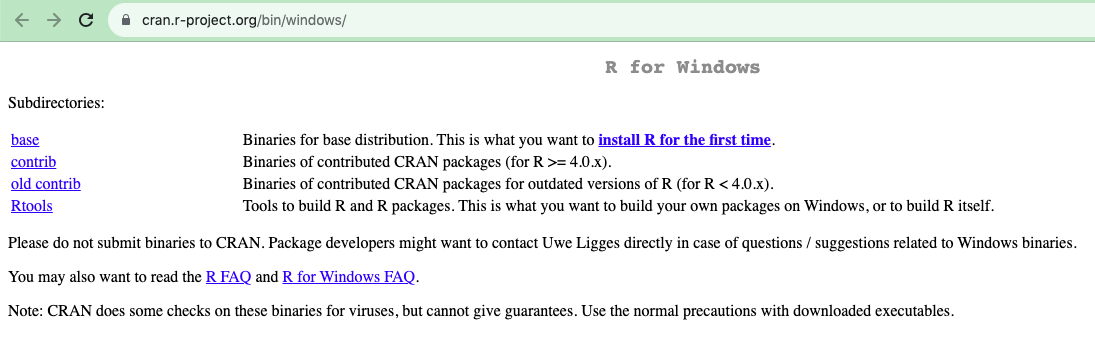 cran.r-project.org/bin/windows/
R for Windows
Subdirectories:
base Binaries for base distribution. This is what you want to install R for the first time.
contrib Binaries of contributed CRAN packages (for R >= 4.0.x).
old contrib Binaries of contributed CRAN packages for outdated versions of R (for R < 4.0.x).
Rtools Tools to build R and R packages. This is what you want to build your own packages on Windows, or to build R itself.
Please do not submit binaries to CRAN. Package developers might want to contact Uwe Ligges directly in case of questions / suggestions related to Windows binaries.
You may also want to read the R FAQ and R for Windows FAQ.
Note: CRAN does some checks on these binaries for viruses, but cannot give guarantees. Use the normal precautions with downloaded executables.